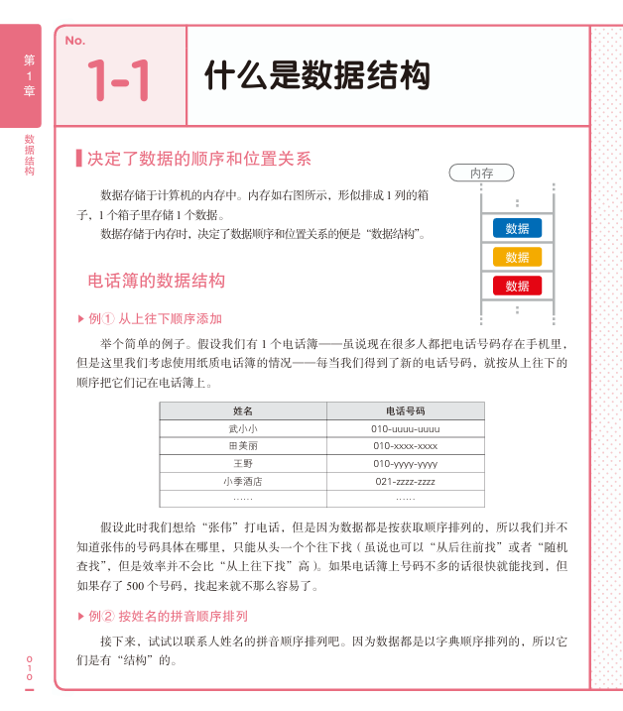 第1章
数据结构
No.
1-1
什么是数据结构
决定了数据的顺序和位置关系
数据存储于计算机的内存中。内存如右图所示，形似排成 1 列的箱
子，1 个箱子里存储 1 个数据。
数据存储于内存时，决定了数据顺序和位置关系的便是“数据结构”。
内存
数据
数据
数据
电话簿的数据结构
例① 从上往下顺序添加
举个简单的例子。假设我们有 1 个电话簿——虽说现在很多人都把电话号码存在手机里，
但是这里我们考虑使用纸质电话簿的情况——每当我们得到了新的电话号码，就按从上往下的
顺序把它们记在电话簿上。
姓名 电话号码
武小小 010-uuuu-uuuu
田美丽 010-xxxx-xxxx
王野 010-yyyy-yyyy
小季酒店 021-zzzz-zzzz
…… ……
假设此时我们想给“张伟”打电话，但是因为数据都是按获取顺序排列的，所以我们并不
知道张伟的号码具体在哪里，只能从头一个个往下找（虽说也可以“从后往前找”或者“随机
查找”，但是效率并不会比“从上往下找”高）。如果电话簿上号码不多的话很快就能找到，但
如果存了 500 个号码，找起来就不那么容易了。
例② 按姓名的拼音顺序排列
接下来，试试以联系人姓名的拼音顺序排列吧。因为数据都是以字典顺序排列的，所以它
们是有“结构”的。
010